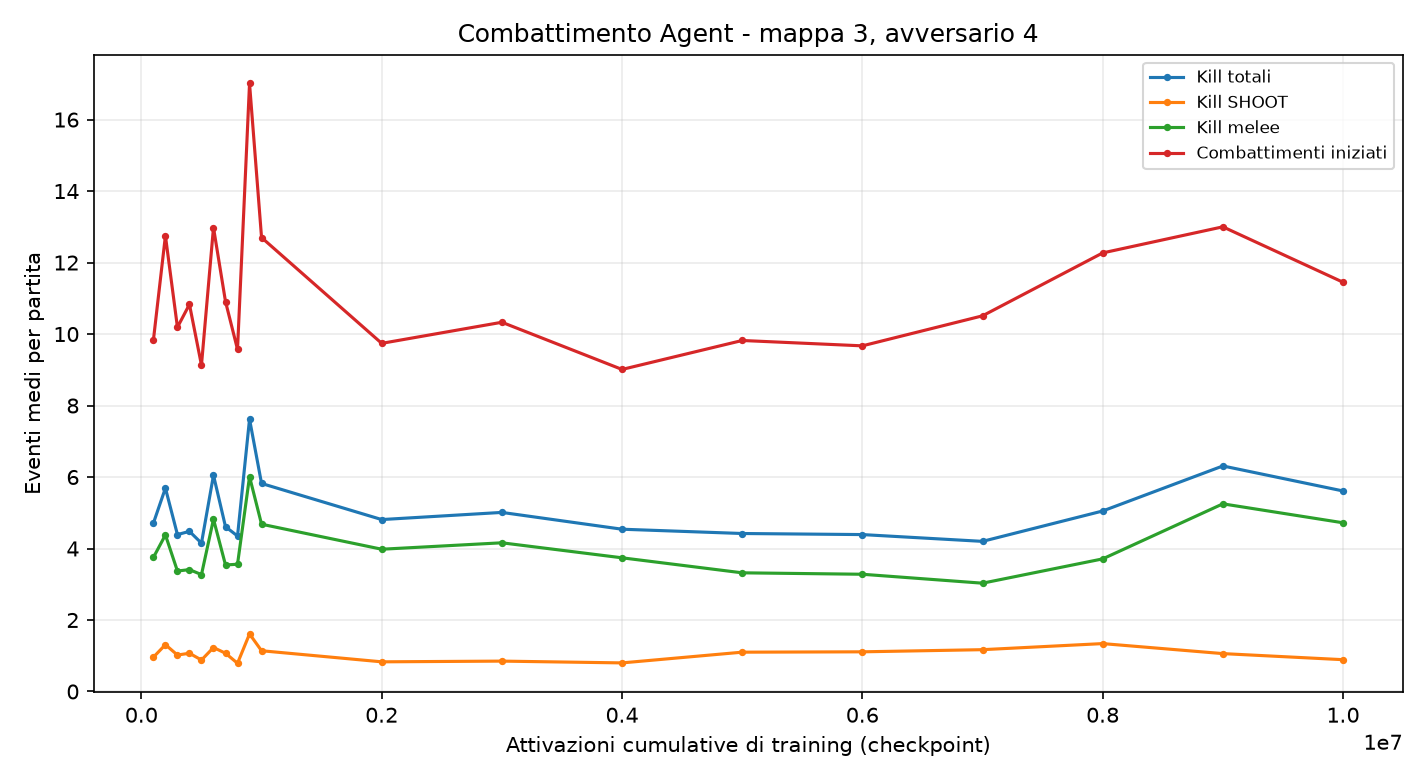 Combattimento Agent - mappa 3, avversario 4
Kill totali
Kill SHOOT
Kill melee
Combattimenti iniziati
Eventi medi per partita
16
14
12
10
8
6
4
2
0
0.0 0.2 0.4 0.6 0.8 1.0
1e7
Attivazioni cumulative di training (checkpoint)